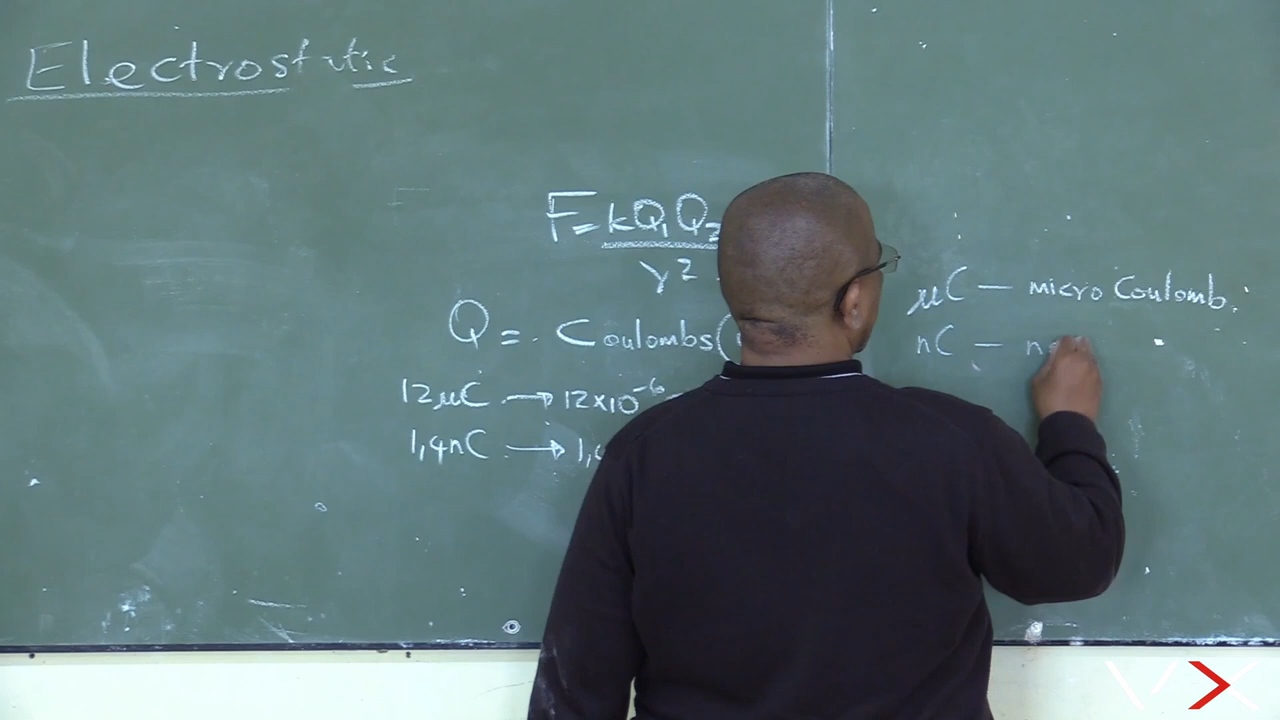 Electrostatic
F = kQ1Q2
r²
Q = Coulombs(
12μC → 12×10⁻⁶
1,4nC → 1,
μC — micro Coulomb.
nC — n